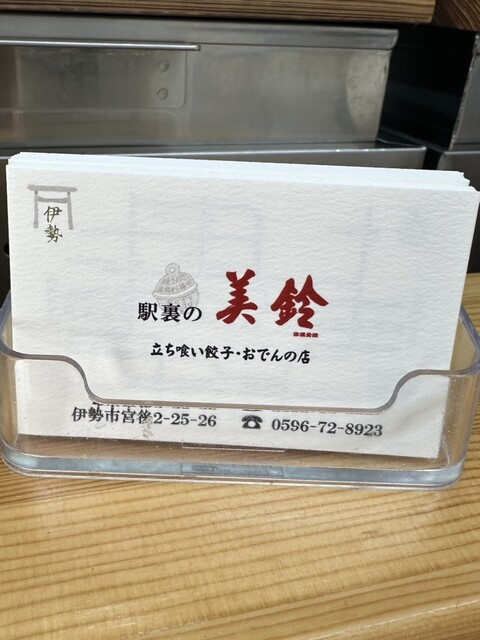 伊勢
駅裏の 美鈴
立ち喰い餃子・おでんの店
伊勢市宮後2-25-26 ☎ 0596-72-8923